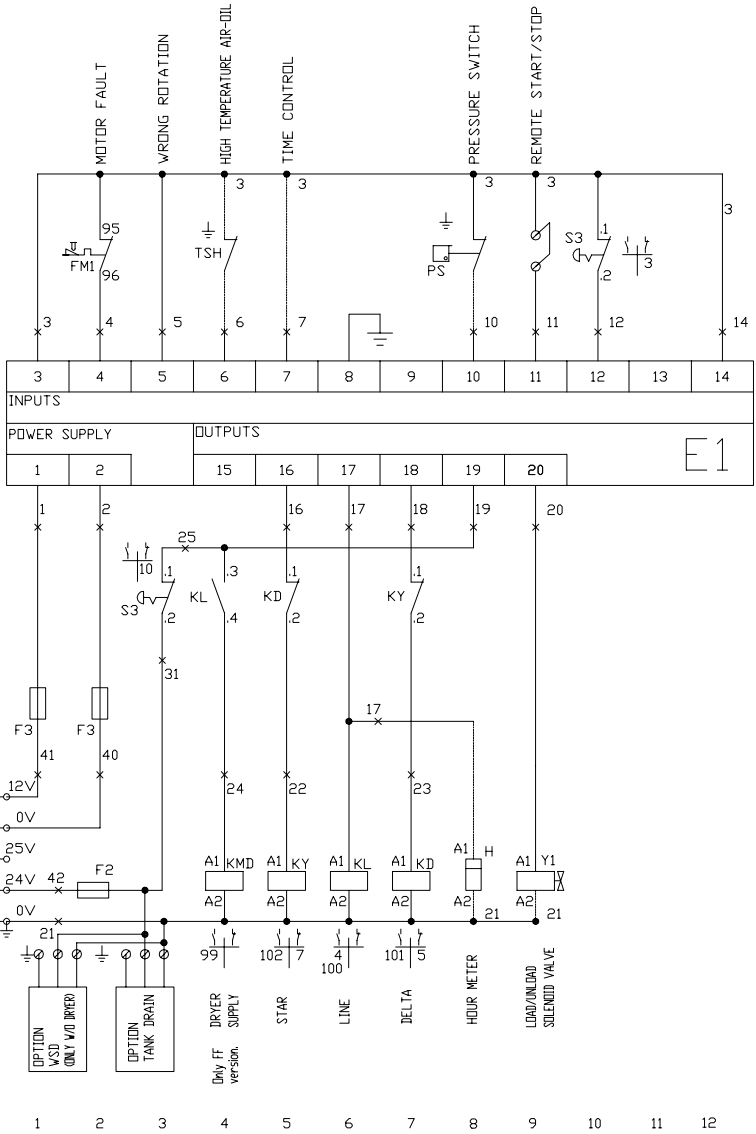 MOTOR FAULT
WRONG ROTATION
HIGH TEMPERATURE AIR-OIL
TIME CONTROL
PRESSURE SWITCH
REMOTE START/STOP
3 3 3 3
3
95
FM1
96
TSH
PS
S3 .1
.2
3
3 4 5 6 7 10 11 12 14
3 4 5 6 7 8 9 10 11 12 13 14
INPUTS
POWER SUPPLY
OUTPUTS
E1
1 2 15 16 17 18 19 20
1 2 16 17 18 19 20
25
10
S3 .1
.2
KL .3
.4
KD .1
.2
KY .1
.2
31
F3 F3
17
41 40
24 22 23
12V
0V
25V
24V 42 F2
0V
21
A1 KMD
A2
A1 KY
A2
A1 KL
A2
A1 KD
A2
A1 H
A2 21
A1 Y1
A2 21
99
102 7
4
100
101 5
OPTION
WSD
(ONLY W/O DRYER)
OPTION
TANK DRAIN
DRYER
SUPPLY
Only FF
version.
STAR
LINE
DELTA
HOUR METER
LOAD/UNLOAD
SOLENOID VALVE
1 2 3 4 5 6 7 8 9 10 11 12